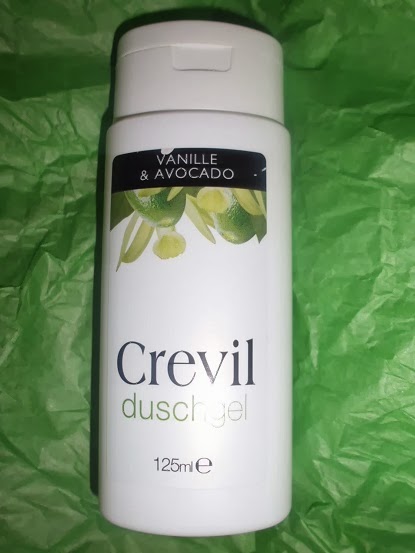 VANILLE
& AVOCADO
Crevil
duschgel
125ml e